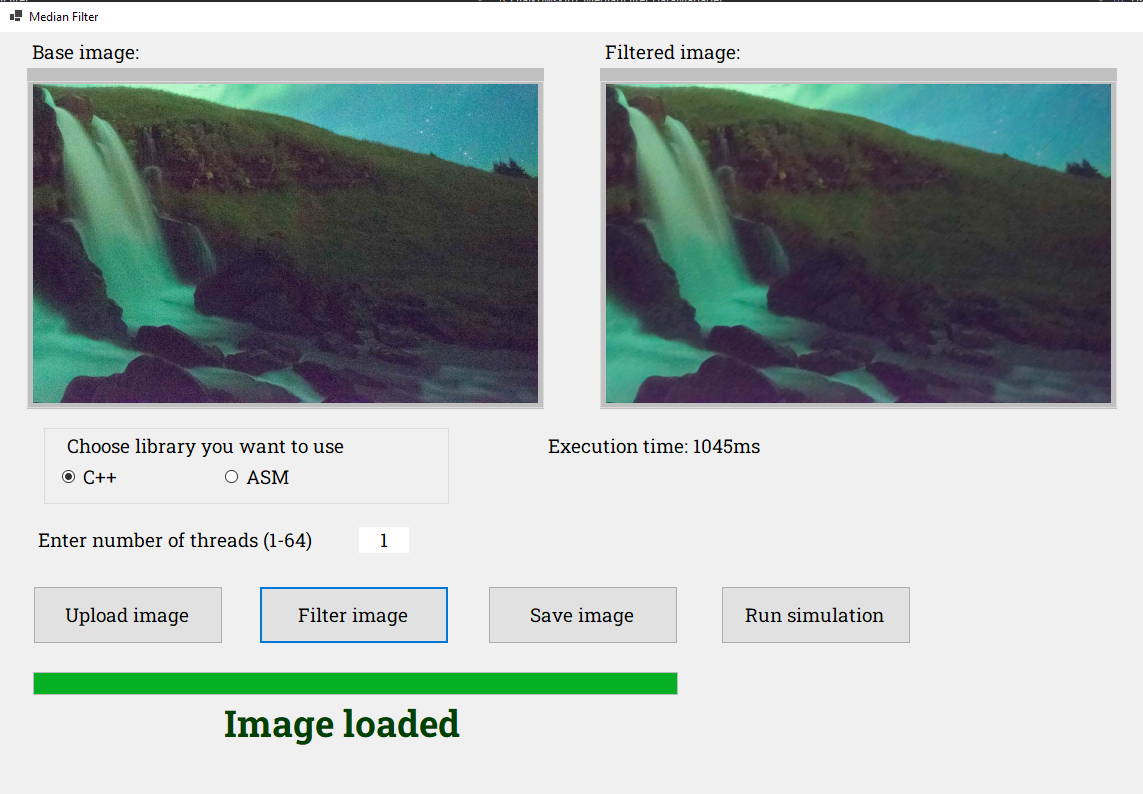 Median Filter
Base image:
Filtered image:
Choose library you want to use
C++
ASM
Execution time: 1045ms
Enter number of threads (1-64)
1
Upload image
Filter image
Save image
Run simulation
Image loaded